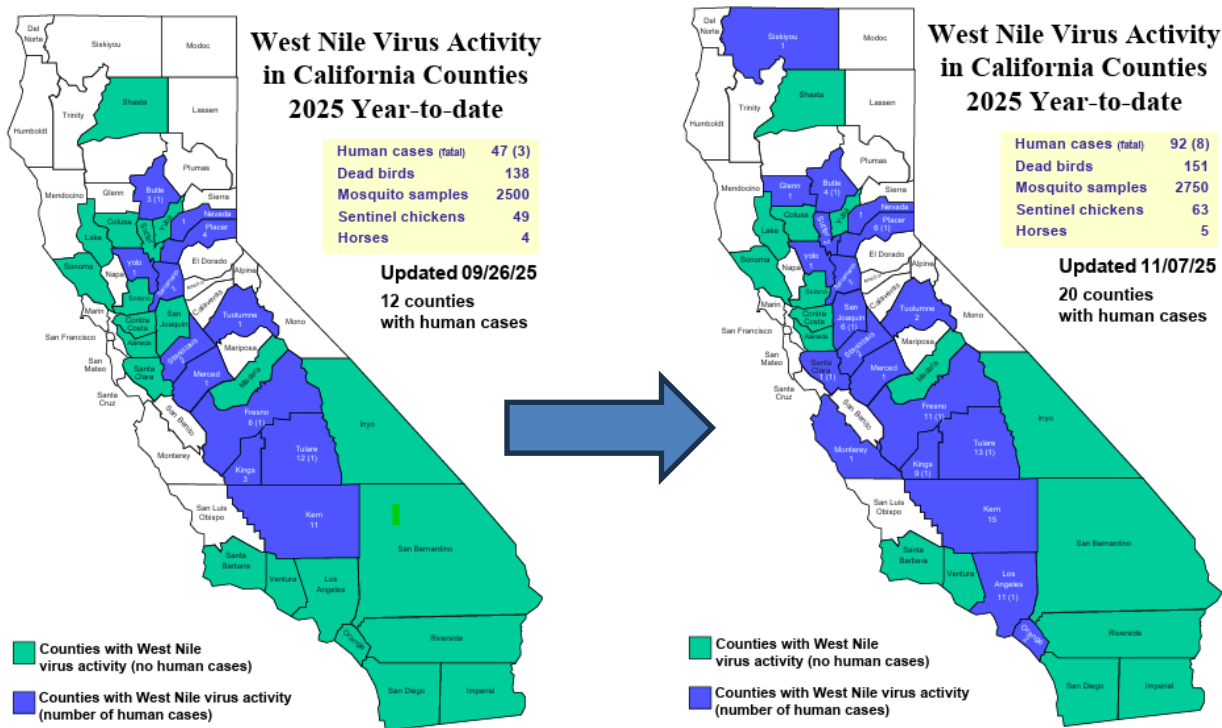 West Nile Virus Activity
in California Counties
2025 Year-to-date
Human cases (fatal) 47 (3)
Dead birds 138
Mosquito samples 2500
Sentinel chickens 49
Horses 4
Updated 09/26/25
12 counties
with human cases
Del
Norte
Siskiyou
Modoc
Shasta
Trinity
Lassen
Humboldt
Plumas
Mendocino
Glenn
Butte
3 (1)
Sierra
Colusa
Sutter
Yuba
1
Nevada
Placer
4
Lake
Sonoma
Napa
Yolo
1
El Dorado
Alpine
Solano
Calaveras
Marin
Contra
Costa
San
Joaquin
Tuolumne
1
Mono
San Francisco
Alameda
Stanislaus
2
Mariposa
San
Mateo
Santa
Clara
Merced
1
Madera
Santa
Cruz
San Benito
Fresno
6 (1)
Inyo
Monterey
Kings
3
Tulare
12 (1)
San Luis
Obispo
Kern
11
San Bernardino
Santa
Barbara
Ventura
Los
Angeles
Orange
Riverside
San Diego
Imperial
Counties with West Nile
virus activity (no human cases)
Counties with West Nile virus activity
(number of human cases)
West Nile Virus Activity
in California Counties
2025 Year-to-date
Human cases (fatal) 92 (8)
Dead birds 151
Mosquito samples 2750
Sentinel chickens 63
Horses 5
Updated 11/07/25
20 counties
with human cases
Del
Norte
Siskiyou
1
Modoc
Shasta
Trinity
Lassen
Humboldt
Plumas
Mendocino
Glenn
1
Butte
4 (1)
Sierra
Colusa
Yuba
1
Nevada
Placer
6 (1)
Lake
Sonoma
Napa
Yolo
1
El Dorado
Alpine
Solano
Calaveras
Marin
Contra
Costa
San
Joaquin
6 (1)
Tuolumne
2
Mono
San Francisco
Alameda
Stanislaus
Mariposa
San
Mateo
Santa
Clara
1 (1)
Merced
1
Madera
Santa
Cruz
San Benito
Fresno
11 (1)
Inyo
Monterey
1
Kings
9 (1)
Tulare
13 (1)
San Luis
Obispo
Kern
15
San Bernardino
Santa
Barbara
Ventura
Los
Angeles
11 (1)
Orange
2
Riverside
San Diego
Imperial
Counties with West Nile
virus activity (no human cases)
Counties with West Nile virus activity
(number of human cases)